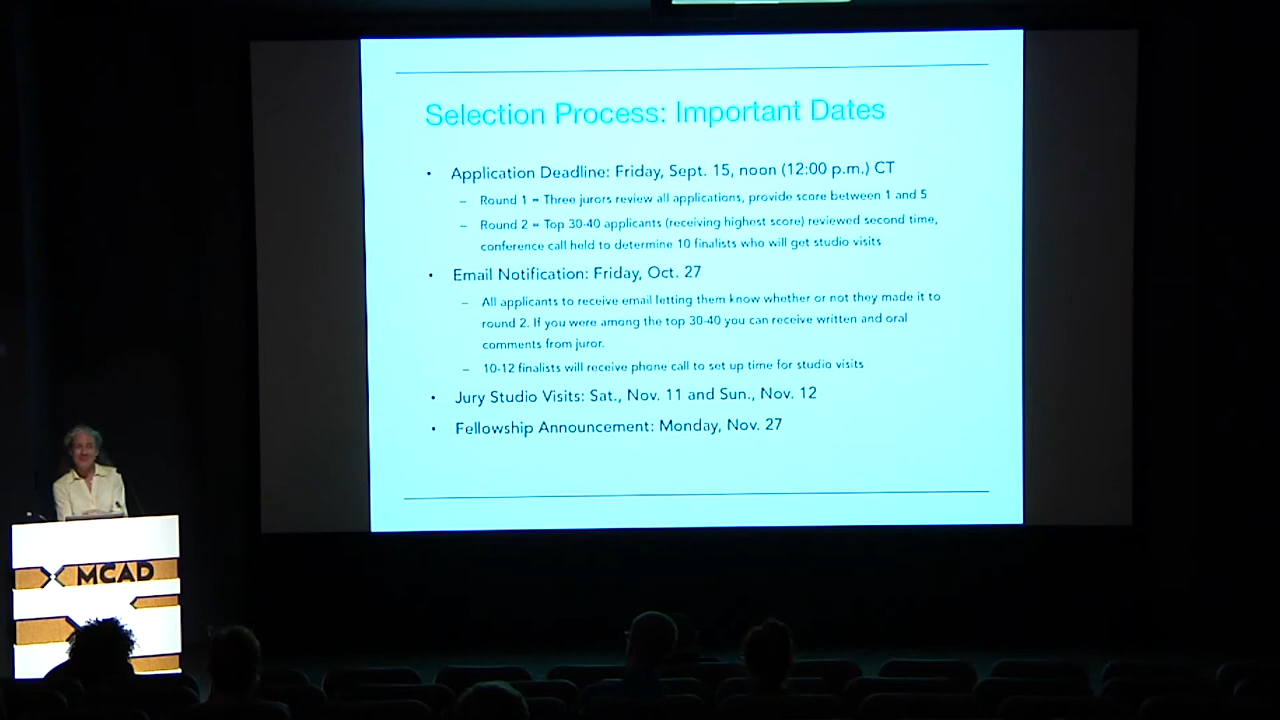 Selection Process: Important Dates
• Application Deadline: Friday, Sept. 15, noon (12:00 p.m.) CT
– Round 1 = Three jurors review all applications, provide score between 1 and 5
– Round 2 = Top 30-40 applicants (receiving highest score) reviewed second time,
conference call held to determine 10 finalists who will get studio visits
• Email Notification: Friday, Oct. 27
– All applicants to receive email letting them know whether or not they made it to
round 2. If you were among the top 30-40 you can receive written and oral
comments from juror.
– 10-12 finalists will receive phone call to set up time for studio visits
• Jury Studio Visits: Sat., Nov. 11 and Sun., Nov. 12
• Fellowship Announcement: Monday, Nov. 27
MCAD